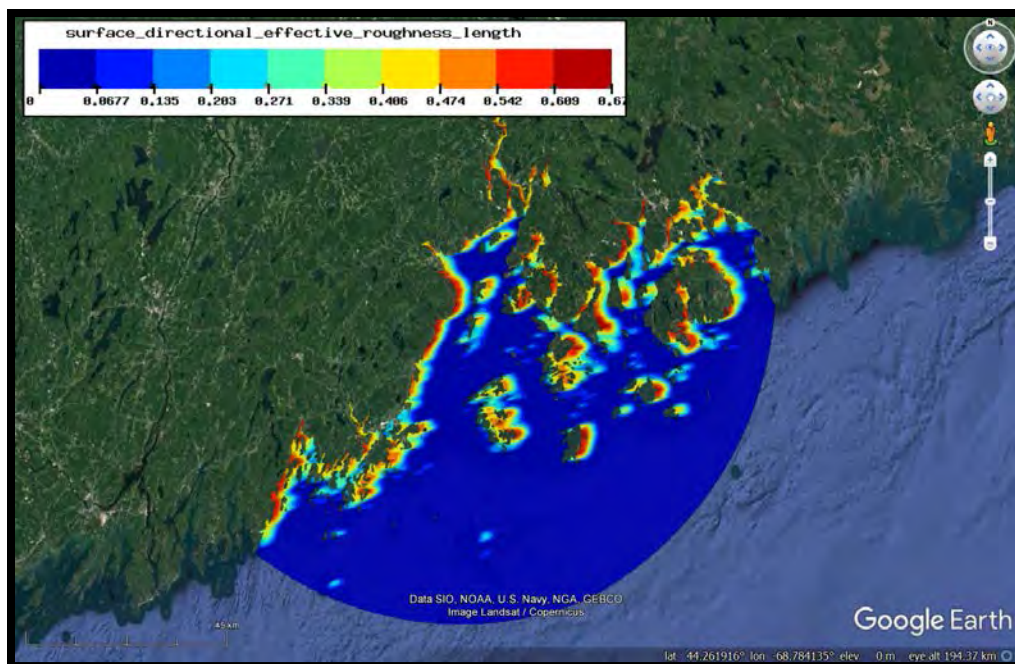 surface_directional_effective_roughness_length
0 0.0677 0.135 0.203 0.271 0.339 0.406 0.474 0.542 0.609 0.67
N
Data SIO, NOAA, U.S. Navy, NGA, GEBCO
Image Landsat / Copernicus
Google Earth
45 km
lat 44.261916° lon -68.784135° elev 0 m eye alt 194.37 km